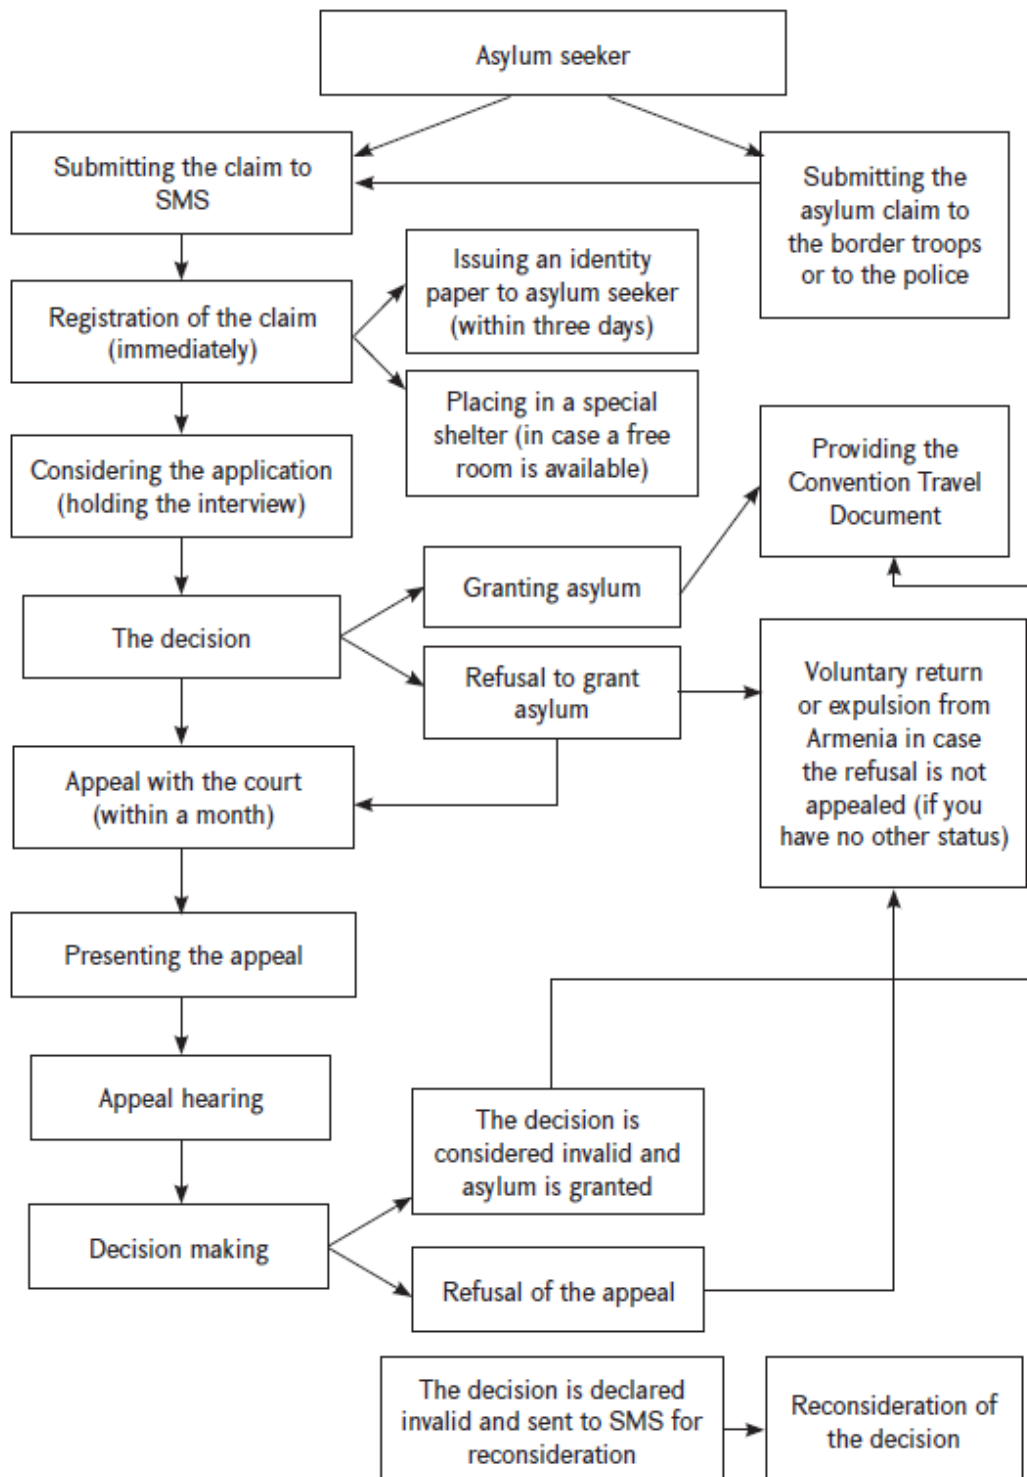 Asylum seeker
Submitting the claim to
SMS
Submitting the
asylum claim to
the border troops
or to the police
Registration of the claim
(immediately)
Issuing an identity
paper to asylum seeker
(within three days)
Placing in a special
shelter (in case a free
room is available)
Considering the application
(holding the interview)
Providing the
Convention Travel
Document
The decision
Granting asylum
Refusal to grant
asylum
Voluntary return
or expulsion from
Armenia in case
the refusal is not
appealed (if you
have no other status)
Appeal with the court
(within a month)
Presenting the appeal
Appeal hearing
Decision making
The decision is
considered invalid and
asylum is granted
Refusal of the appeal
The decision is declared
invalid and sent to SMS for
reconsideration
Reconsideration of
the decision